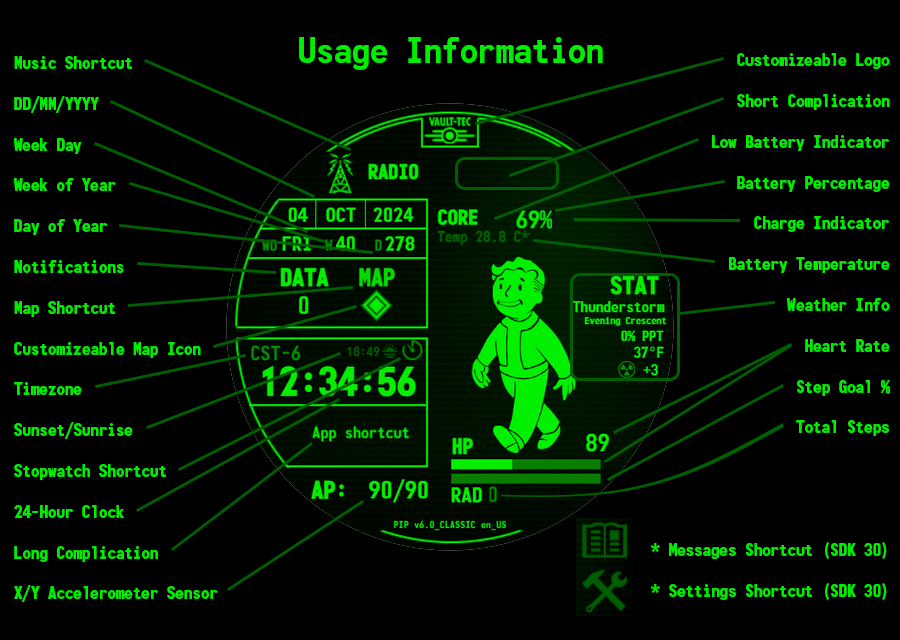 Usage Information
Music Shortcut
DD/MM/YYYY
Week Day
Week of Year
Day of Year
Notifications
Map Shortcut
Customizeable Map Icon
Timezone
Sunset/Sunrise
Stopwatch Shortcut
24-Hour Clock
Long Complication
X/Y Accelerometer Sensor
VAULT-TEC
RADIO
04 OCT 2024
WD FRI W 40 D 278
DATA MAP
0
CST-6 18:49
12:34:56
App shortcut
AP: 90/90
CORE 69%
Temp 28.8 C*
STAT
Thunderstorm
Evening Crescent
0% PPT
37°F
+3
HP 89
RAD 0
PIP v6.0_CLASSIC en_US
Customizeable Logo
Short Complication
Low Battery Indicator
Battery Percentage
Charge Indicator
Battery Temperature
Weather Info
Heart Rate
Step Goal %
Total Steps
* Messages Shortcut (SDK 30)
* Settings Shortcut (SDK 30)